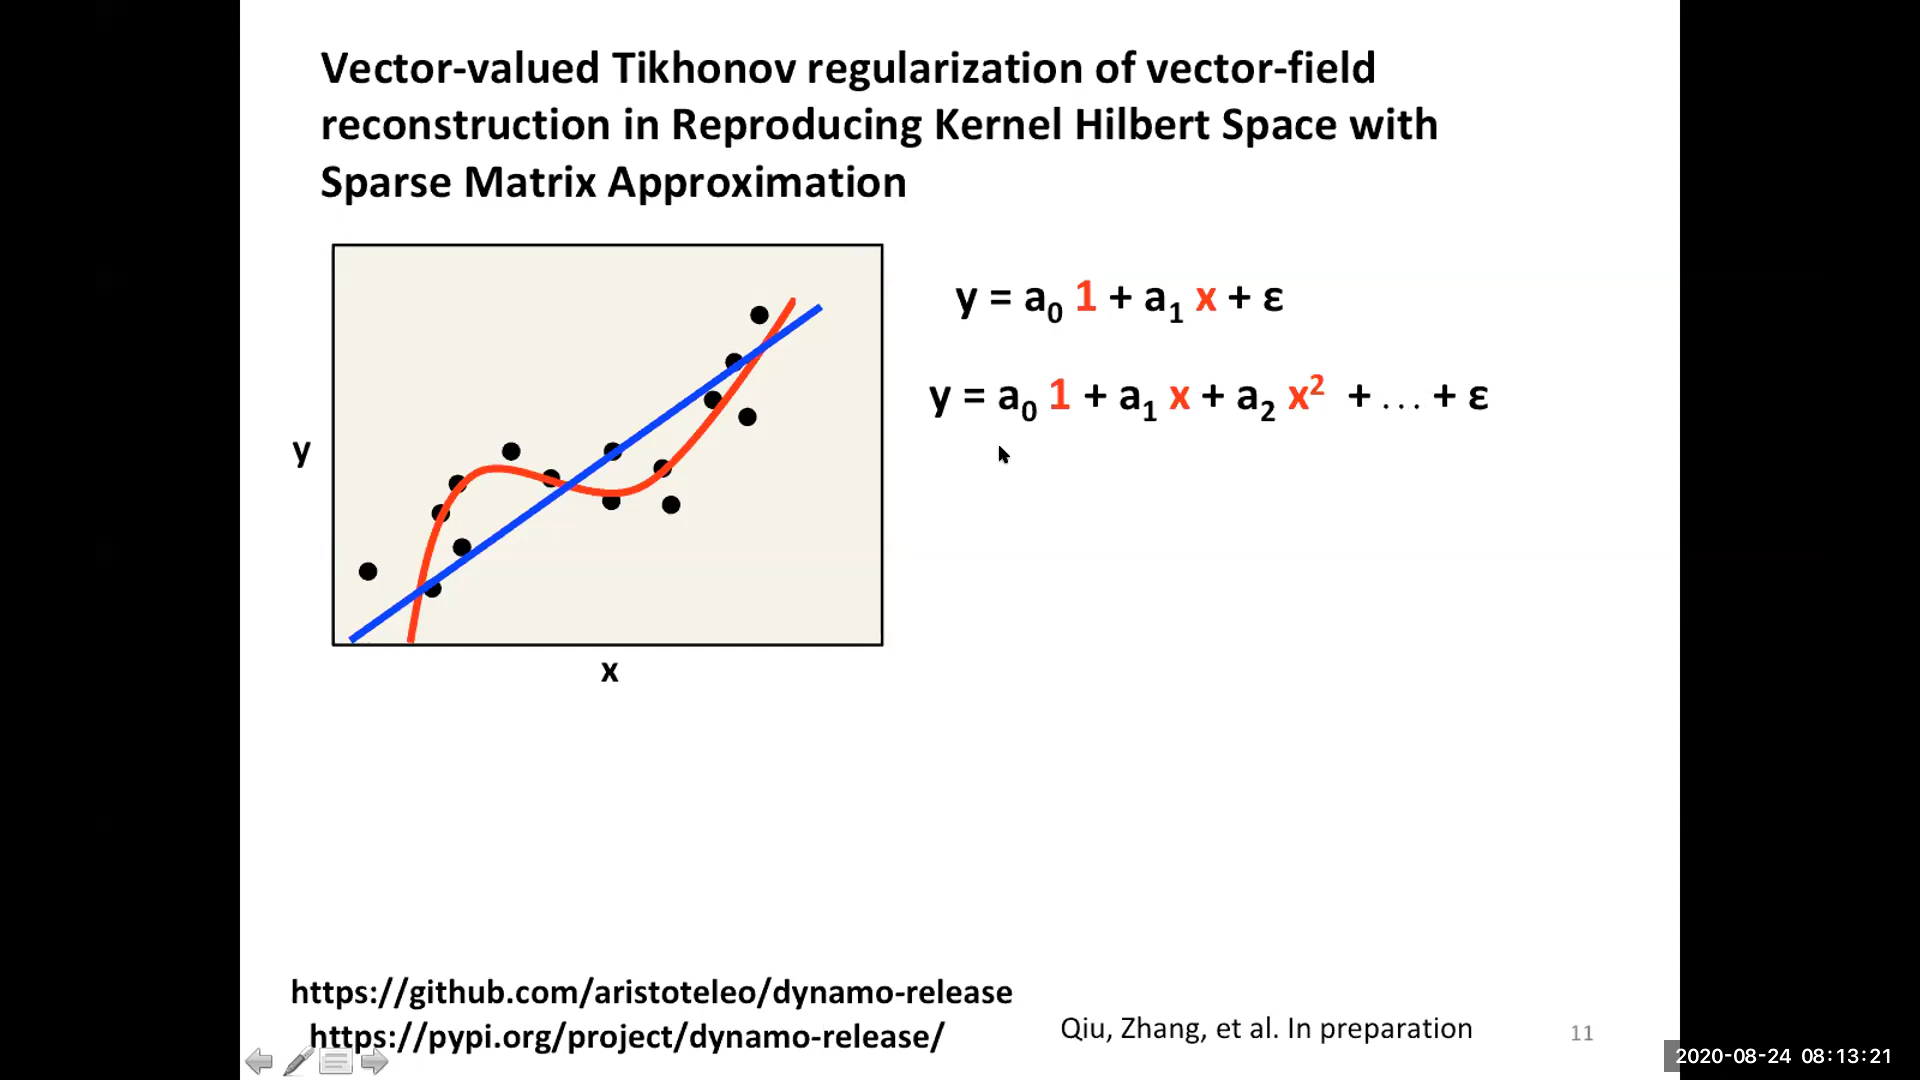 Vector-valued Tikhonov regularization of vector-field
reconstruction in Reproducing Kernel Hilbert Space with
Sparse Matrix Approximation
y = a₀ 1 + a₁ x + ε
y = a₀ 1 + a₁ x + a₂ x² + ... + ε
y
x
https://github.com/aristoteleo/dynamo-release
https://pypi.org/project/dynamo-release/
Qiu, Zhang, et al. In preparation
11
2020-08-24 08:13:21